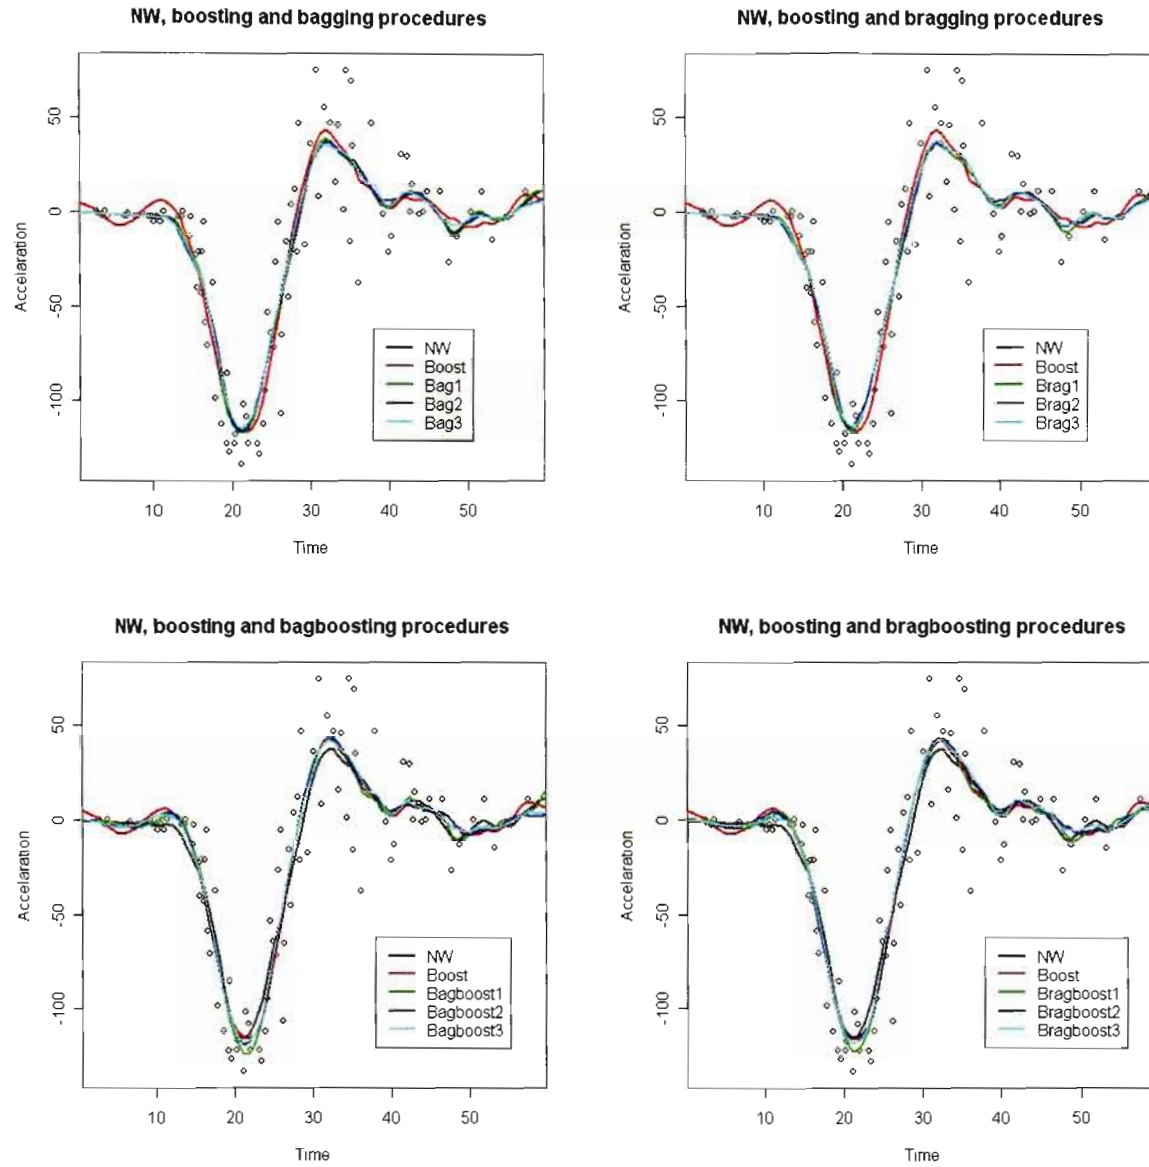 NW, boosting and bagging procedures
50
0
-50
-100
Accelaration
10 20 30 40 50
Time
NW
Boost
Bag1
Bag2
Bag3
NW, boosting and bragging procedures
50
0
-50
-100
Accelaration
10 20 30 40 50
Time
NW
Boost
Brag1
Brag2
Brag3
NW, boosting and bagboosting procedures
50
0
-50
-100
Accelaration
10 20 30 40 50
Time
NW
Boost
Bagboost1
Bagboost2
Bagboost3
NW, boosting and bragboosting procedures
50
0
-50
-100
Accelaration
10 20 30 40 50
Time
NW
Boost
Bragboost1
Bragboost2
Bragboost3